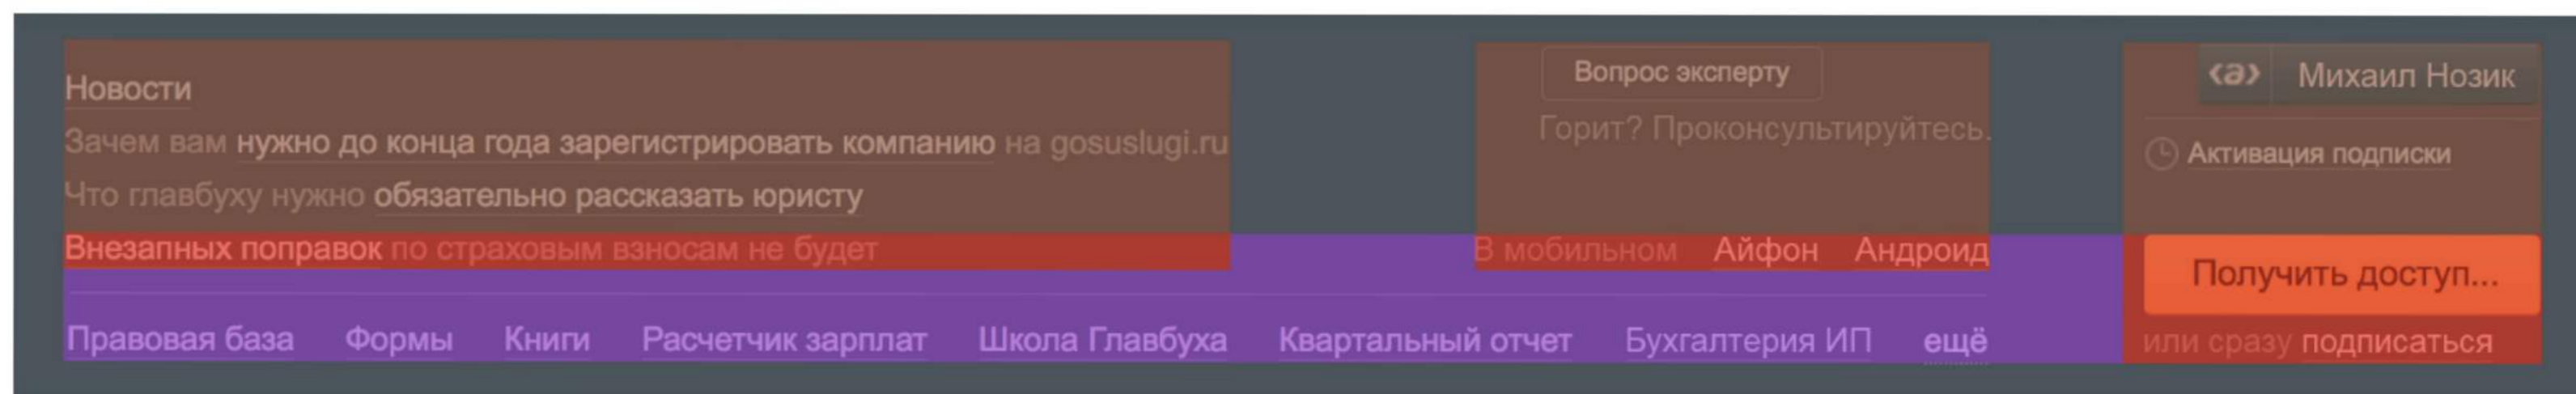 Новости
Зачем вам нужно до конца года зарегистрировать компанию на gosuslugi.ru
Что главбуху нужно обязательно рассказать юристу
Внезапных поправок по страховым взносам не будет
Вопрос эксперту
Горит? Проконсультируйтесь.
В мобильном Айфон Андроид
<a> Михаил Нозик
Активация подписки
Получить доступ...
или сразу подписаться
Правовая база Формы Книги Расчетчик зарплат Школа Главбуха Квартальный отчет Бухгалтерия ИП ещё